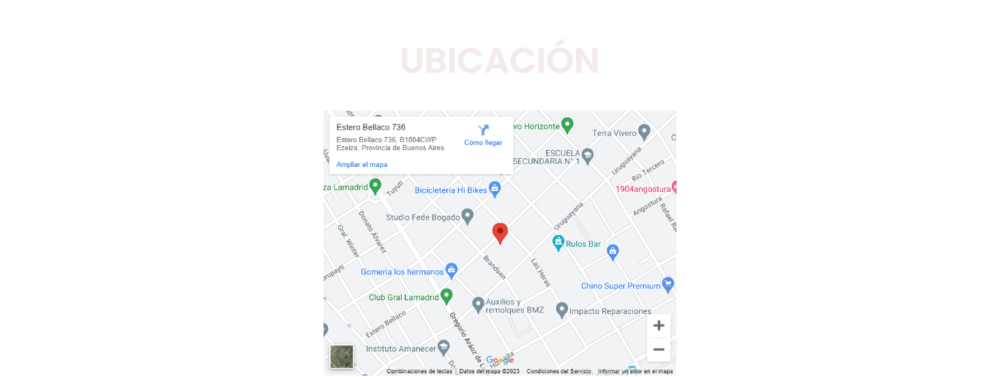 UBICACIÓN
Estero Bellaco 736
Estero Bellaco 736, B1804CWP
Ezeiza, Provincia de Buenos Aires
Cómo llegar
Ampliar el mapa
vo Horizonte
Terra Vivero
ESCUELA
SECUNDARIA N° 1
Uruguayana
Río Tercero
za Lamadrid
Tuyuti
Bicicletería Hi Bikes
1904angostura
Angostura
Rafael Ra
Donato Álvarez
Studio Fede Bogado
Uruguayana
Gral. Winter
Rulos Bar
urupayti
Brandsen
Las Heras
Gomeria los hermanos
Chino Super Premium
Club Gral Lamadrid
Auxilios y
remolques BMZ
Impacto Reparaciones
Estero Bellaco
Gregorio Aráoz de L
Instituto Amanecer
Google
Combinaciones de teclas
Datos del mapa ©2023
Condiciones del Servicio
Informar un error en el mapa